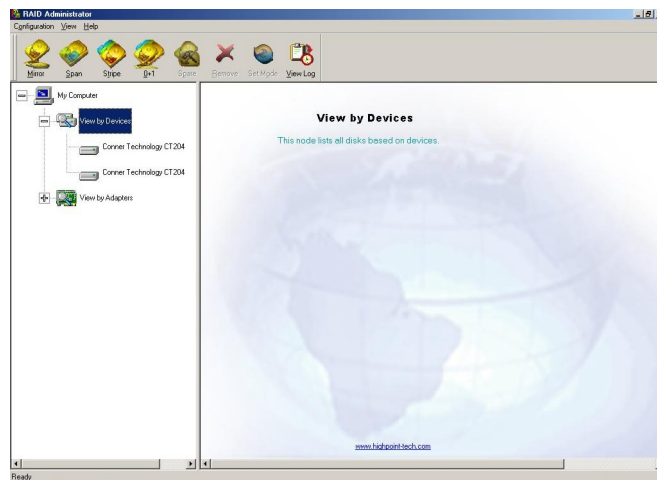 RAID Administrator
Configuration View Help
Mirror Span Stripe 0+1 Spare Remove Set Mode View Log
My Computer
View by Devices
Conner Technology CT204
Conner Technology CT204
View by Adapters
View by Devices
This node lists all disks based on devices.
www.highpoint-tech.com
Ready